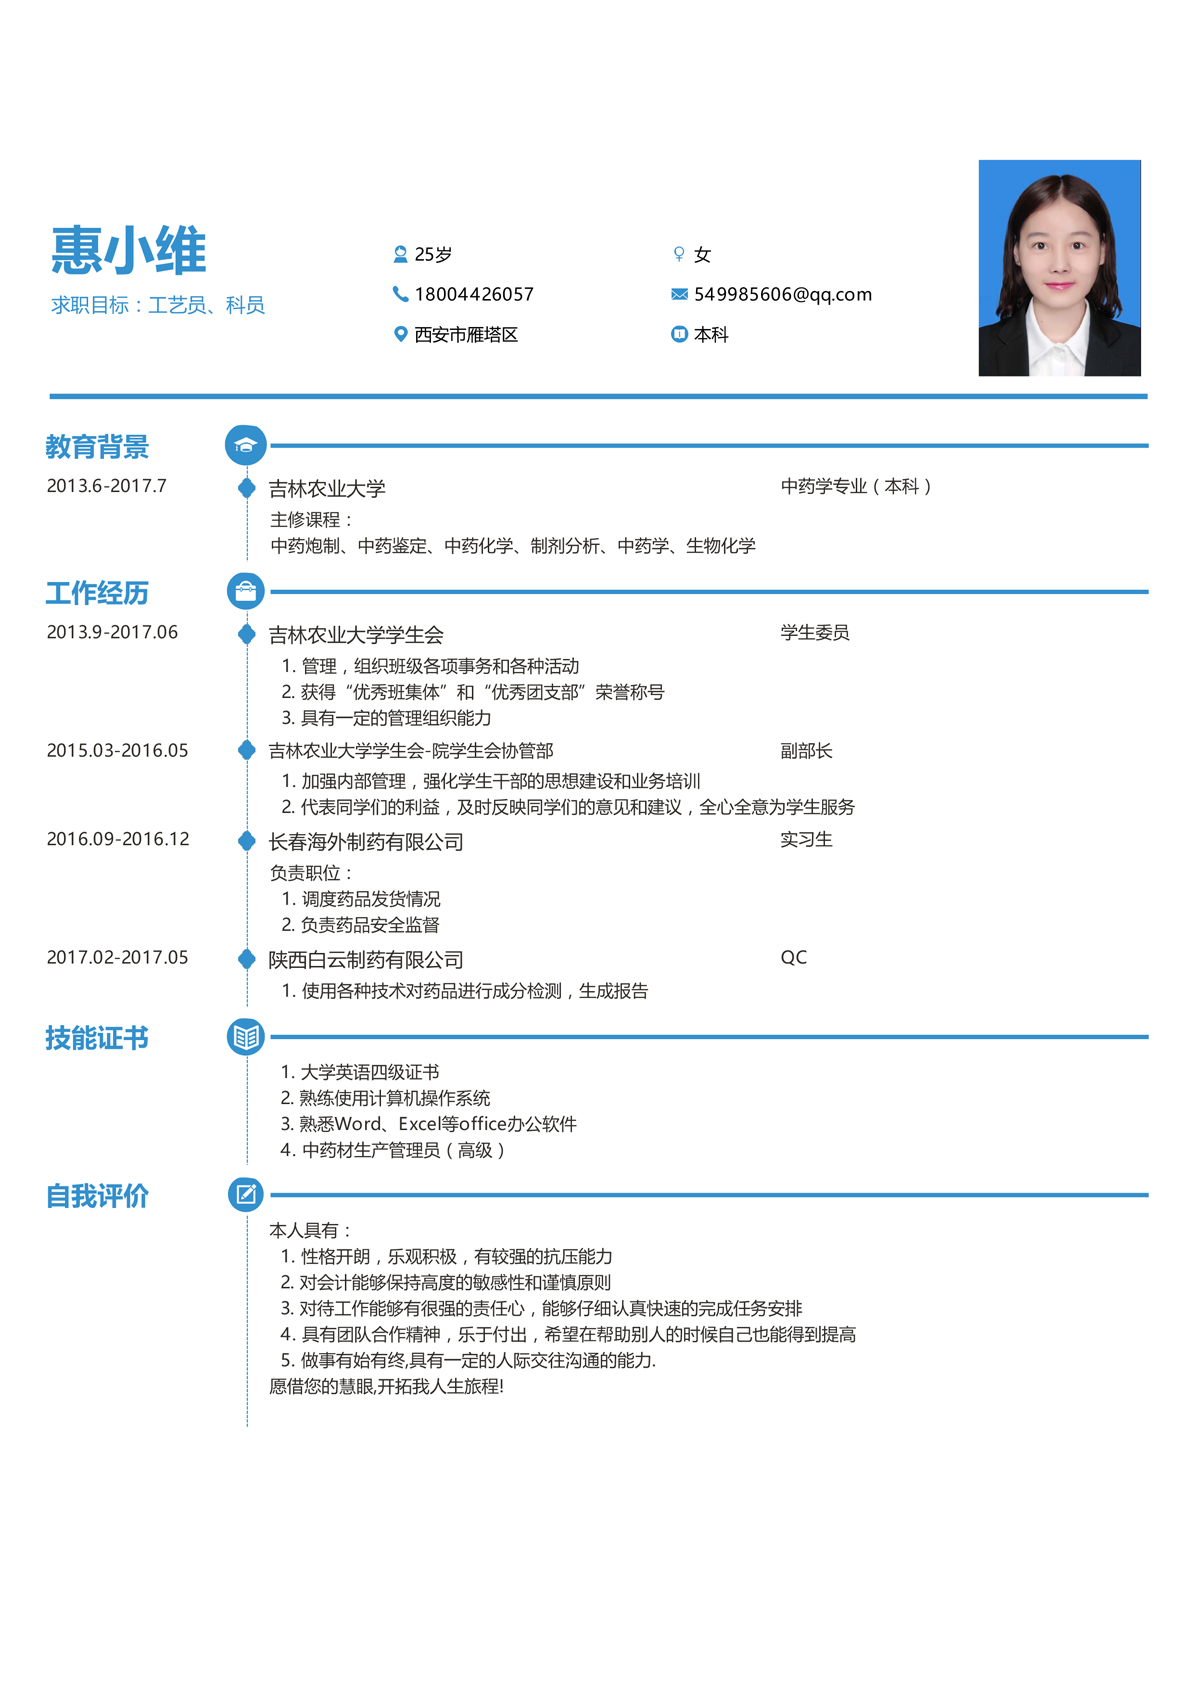 惠小维
求职目标：工艺员、科员
25岁
女
18004426057
549985606@qq.com
西安市雁塔区
本科
教育背景
2013.6-2017.7 吉林农业大学 中药学专业（本科）
主修课程：
中药炮制、中药鉴定、中药化学、制剂分析、中药学、生物化学
工作经历
2013.9-2017.06 吉林农业大学学生会 学生委员
1. 管理，组织班级各项事务和各种活动
2. 获得“优秀班集体”和“优秀团支部”荣誉称号
3. 具有一定的管理组织能力
2015.03-2016.05 吉林农业大学学生会-院学生会协管部 副部长
1. 加强内部管理，强化学生干部的思想建设和业务培训
2. 代表同学们的利益，及时反映同学们的意见和建议，全心全意为学生服务
2016.09-2016.12 长春海外制药有限公司 实习生
负责职位：
1. 调度药品发货情况
2. 负责药品安全监督
2017.02-2017.05 陕西白云制药有限公司 QC
1. 使用各种技术对药品进行成分检测，生成报告
技能证书
1. 大学英语四级证书
2. 熟练使用计算机操作系统
3. 熟悉Word、Excel等office办公软件
4. 中药材生产管理员（高级）
自我评价
本人具有：
1. 性格开朗，乐观积极，有较强的抗压能力
2. 对会计能够保持高度的敏感性和谨慎原则
3. 对待工作能够有很强的责任心，能够仔细认真快速的完成任务安排
4. 具有团队合作精神，乐于付出，希望在帮助别人的时候自己也能得到提高
5. 做事有始有终,具有一定的人际交往沟通的能力.
愿借您的慧眼,开拓我人生旅程!